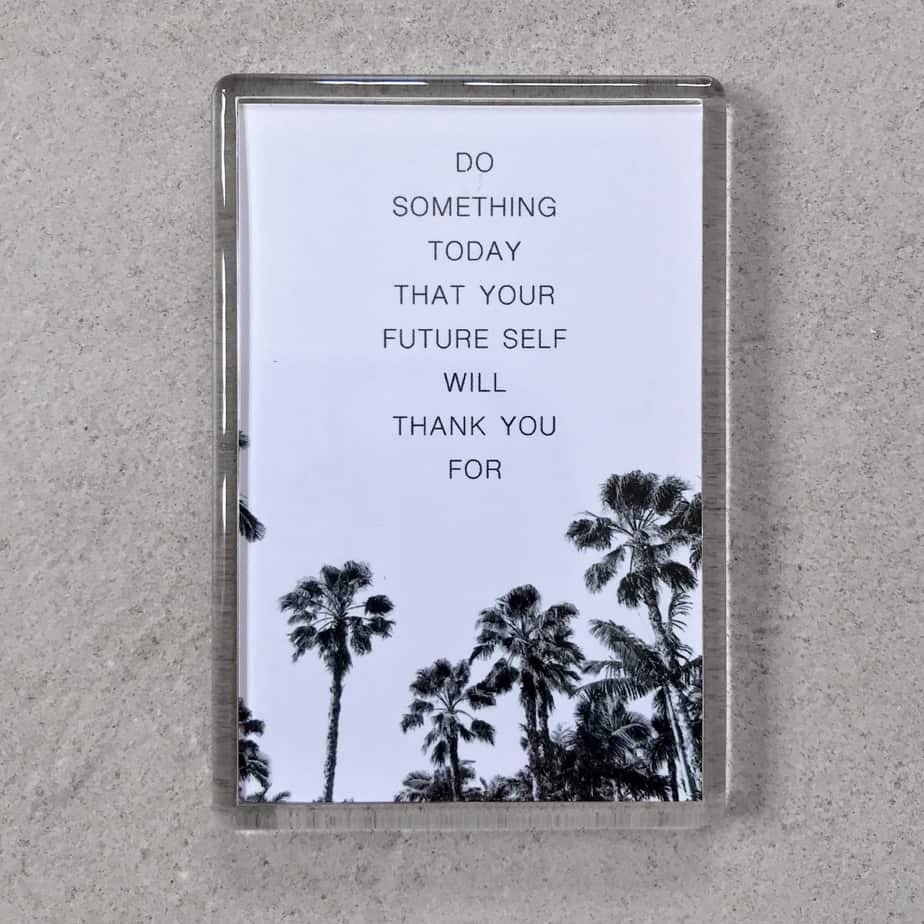 DO
SOMETHING
TODAY
THAT YOUR
FUTURE SELF
WILL
THANK YOU
FOR